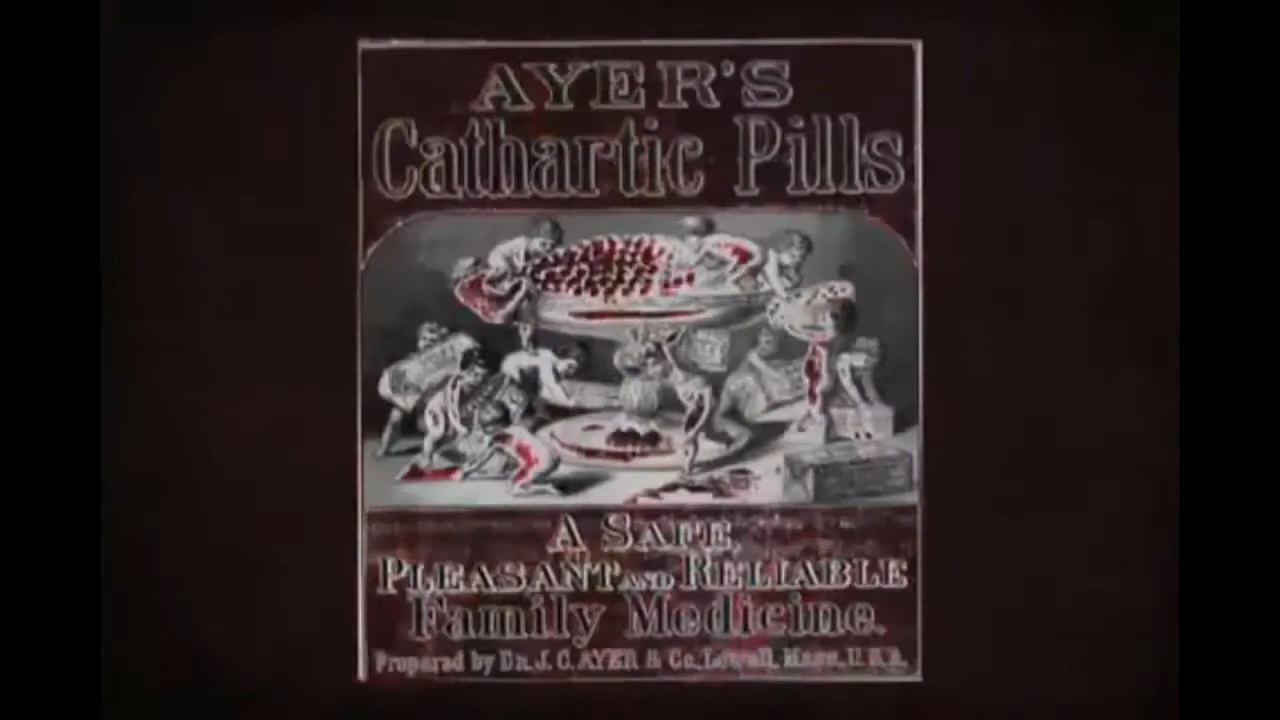 AYER'S
Cathartic Pills
A SAFE,
PLEASANT AND RELIABLE
Family Medicine.
Prepared by DR. J. C. AYER & Co., Lowell, Mass., U.S.A.